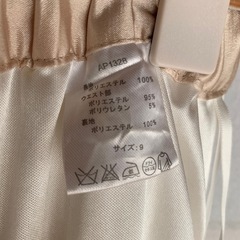 AP1328
表側ポリエステル 100%
ウエスト部
ポリエステル 95%
ポリウレタン 5%
裏地
ポリエステル 100%
サイズ: 9